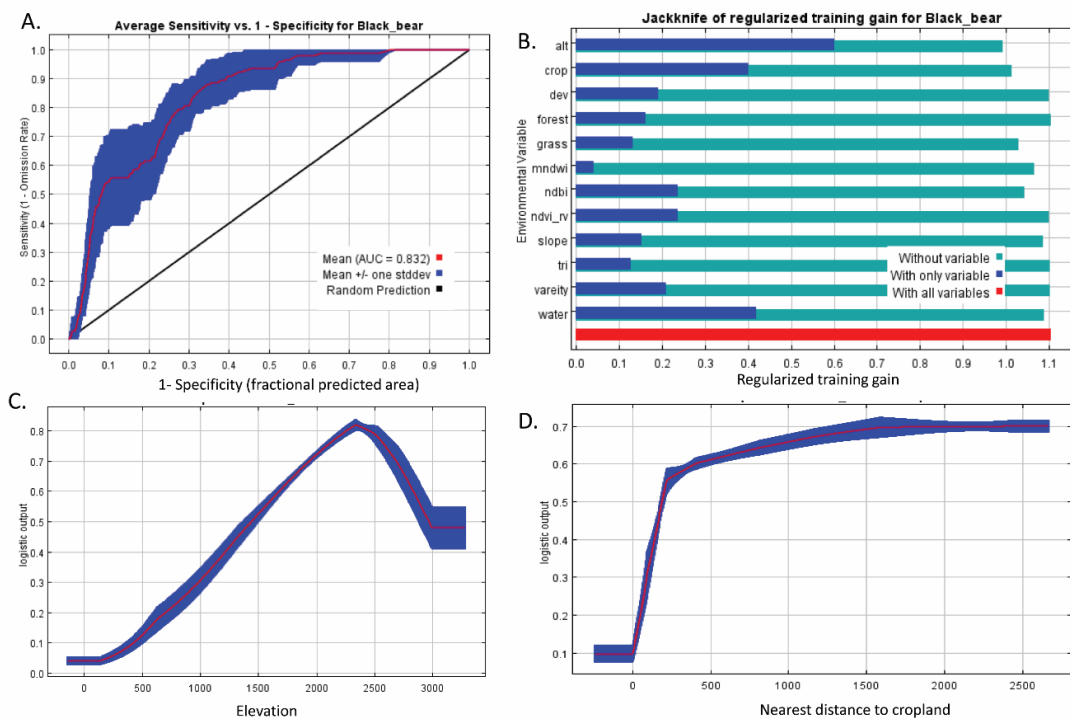 A.
Average Sensitivity vs. 1 - Specificity for Black_bear
Sensitivity (1 - Omission Rate)
1.0
0.9
0.8
0.7
0.6
0.5
0.4
0.3
0.2
0.1
0.0
Mean (AUC = 0.832)
Mean +/- one stddev
Random Prediction
0.0 0.1 0.2 0.3 0.4 0.5 0.6 0.7 0.8 0.9 1.0
1- Specificity (fractional predicted area)
B.
Jackknife of regularized training gain for Black_bear
Environmental Variable
alt
crop
dev
forest
grass
mndwi
ndbi
ndvi_rv
slope
tri
vareity
water
Without variable
With only variable
With all variables
0.0 0.1 0.2 0.3 0.4 0.5 0.6 0.7 0.8 0.9 1.0 1.1
Regularized training gain
C.
logistic output
0.8
0.7
0.6
0.5
0.4
0.3
0.2
0.1
0.0
0 500 1000 1500 2000 2500 3000
Elevation
D.
logistic output
0.7
0.6
0.5
0.4
0.3
0.2
0.1
0 500 1000 1500 2000 2500
Nearest distance to cropland